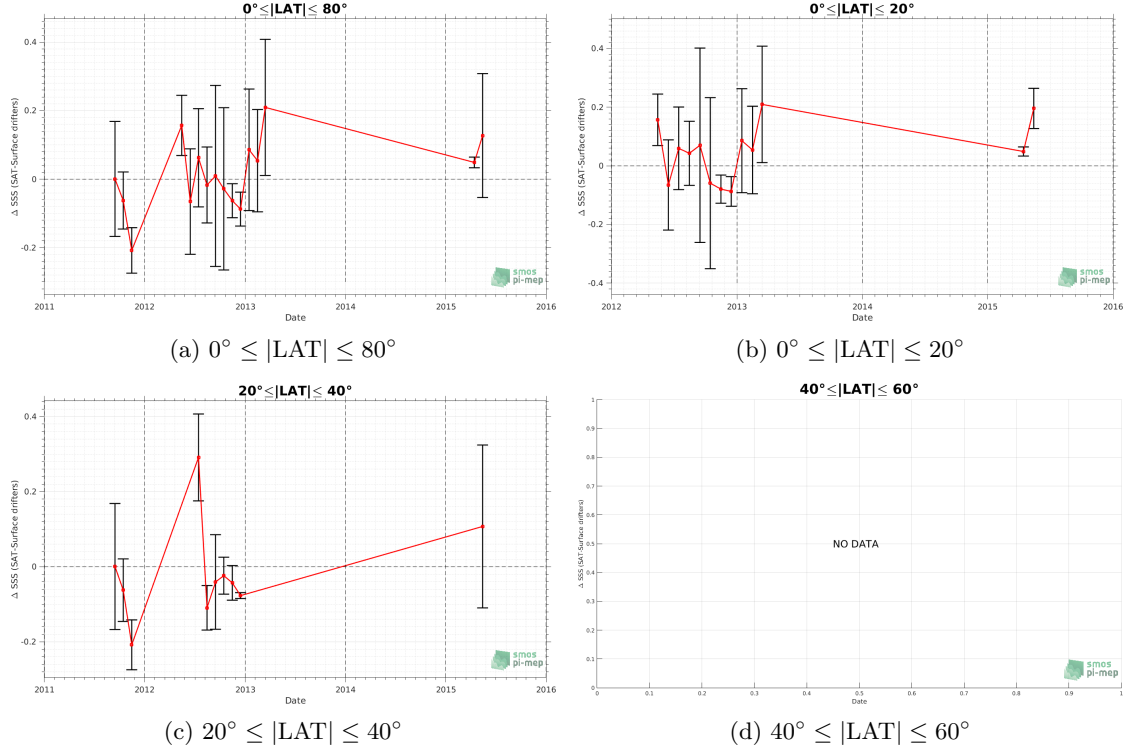 0°≤|LAT|≤ 80°
Δ SSS (SAT-Surface drifters)
0.4
0.2
0
-0.2
2011 2012 2013 2014 2015 2016
Date
smos
pi-mep
(a) 0° ≤ |LAT| ≤ 80°
0°≤|LAT|≤ 20°
Δ SSS (SAT-Surface drifters)
0.4
0.2
0
-0.2
-0.4
2012 2013 2014 2015 2016
Date
smos
pi-mep
(b) 0° ≤ |LAT| ≤ 20°
20°≤|LAT|≤ 40°
Δ SSS (SAT-Surface drifters)
0.4
0.2
0
-0.2
2011 2012 2013 2014 2015 2016
Date
smos
pi-mep
(c) 20° ≤ |LAT| ≤ 40°
40°≤|LAT|≤ 60°
Δ SSS (SAT-Surface drifters)
1
0.9
0.8
0.7
0.6
0.5
0.4
0.3
0.2
0.1
0
NO DATA
0 0.1 0.2 0.3 0.4 0.5 0.6 0.7 0.8 0.9 1
Date
smos
pi-mep
(d) 40° ≤ |LAT| ≤ 60°